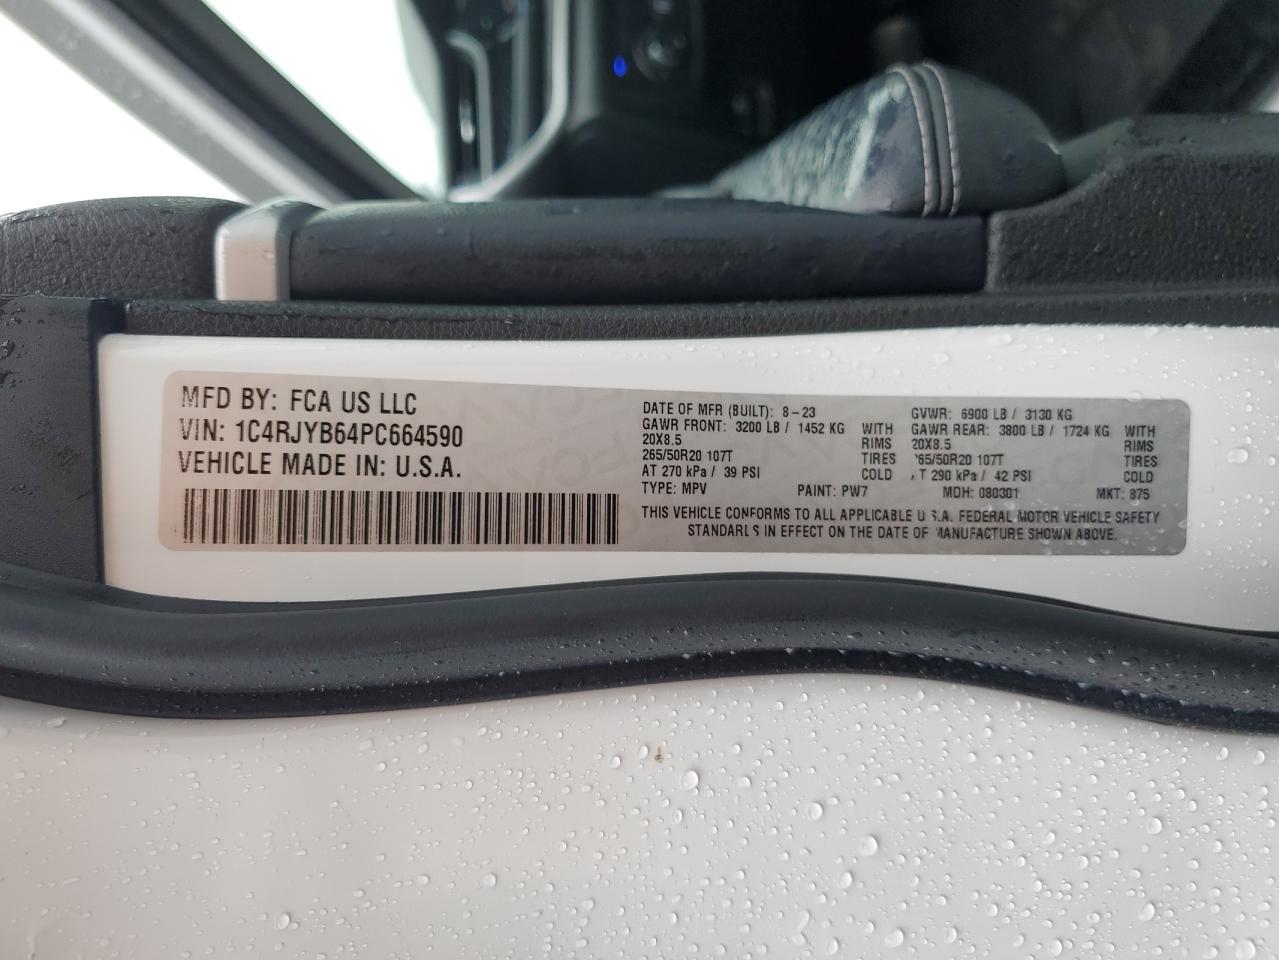 MFD BY: FCA US LLC
VIN: 1C4RJYB64PC664590
VEHICLE MADE IN: U.S.A.
DATE OF MFR (BUILT): 8-23
GAWR FRONT: 3200 LB / 1452 KG WITH
20X8.5 RIMS
265/50R20 107T TIRES
AT 270 kPa / 39 PSI COLD
GVWR: 6900 LB / 3130 KG
GAWR REAR: 3800 LB / 1724 KG WITH
20X8.5 RIMS
265/50R20 107T TIRES
AT 290 kPa / 42 PSI COLD
TYPE: MPV PAINT: PW7 MDH: 080301 MKT: 875
THIS VEHICLE CONFORMS TO ALL APPLICABLE U.S.A. FEDERAL MOTOR VEHICLE SAFETY
STANDARDS IN EFFECT ON THE DATE OF MANUFACTURE SHOWN ABOVE.